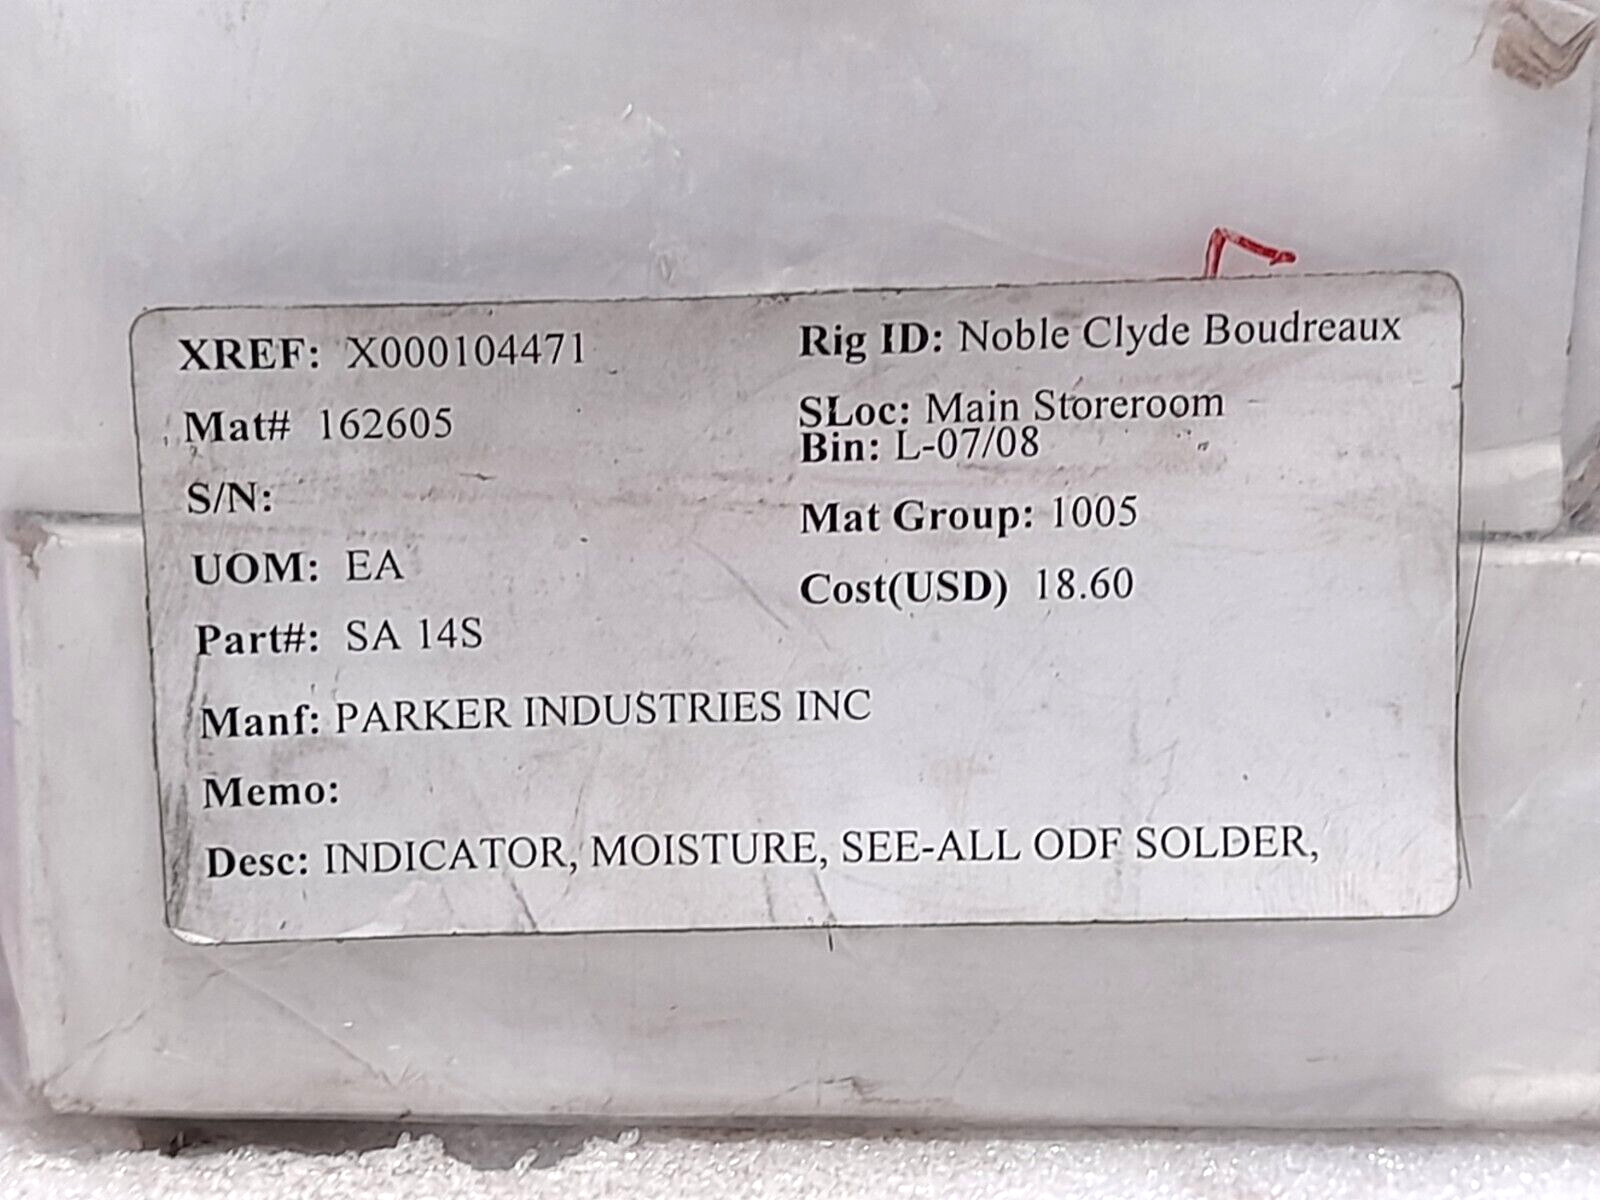 XREF: X000104471
Mat# 162605
S/N:
UOM: EA
Part#: SA 14S
Manf: PARKER INDUSTRIES INC
Memo:
Desc: INDICATOR, MOISTURE, SEE-ALL ODF SOLDER,
Rig ID: Noble Clyde Boudreaux
SLoc: Main Storeroom
Bin: L-07/08
Mat Group: 1005
Cost(USD) 18.60